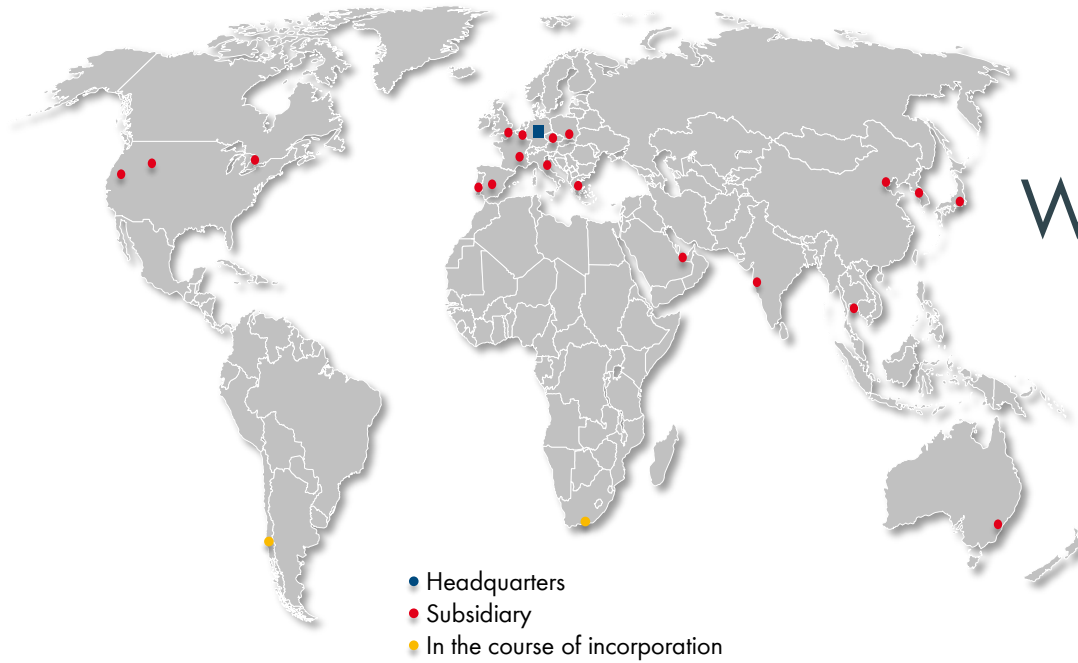 W
Headquarters
Subsidiary
In the course of incorporation